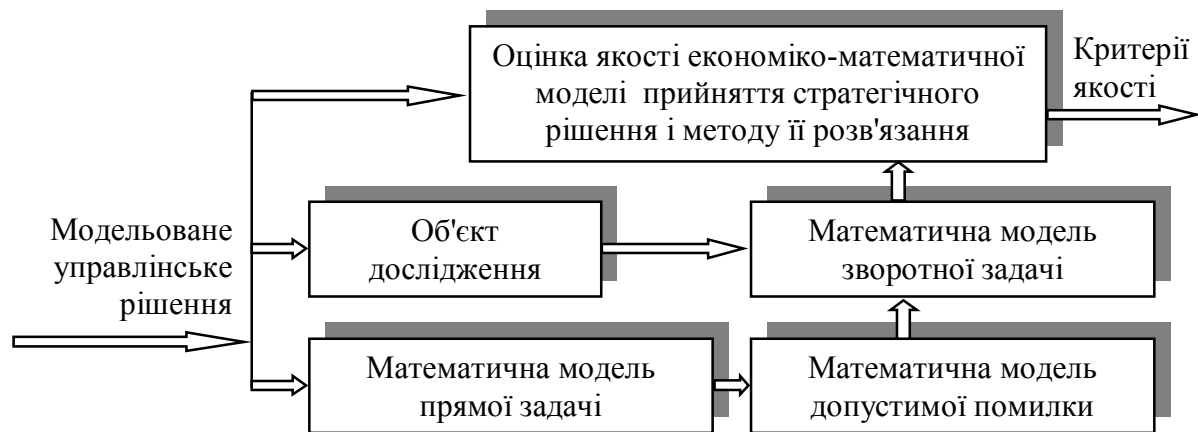 Оцінка якості економіко-математичної
моделі прийняття стратегічного
рішення і методу її розв'язання
Критерії
якості
Модельоване
управлінське
рішення
Об'єкт
дослідження
Математична модель
зворотної задачі
Математична модель
прямої задачі
Математична модель
допустимої помилки